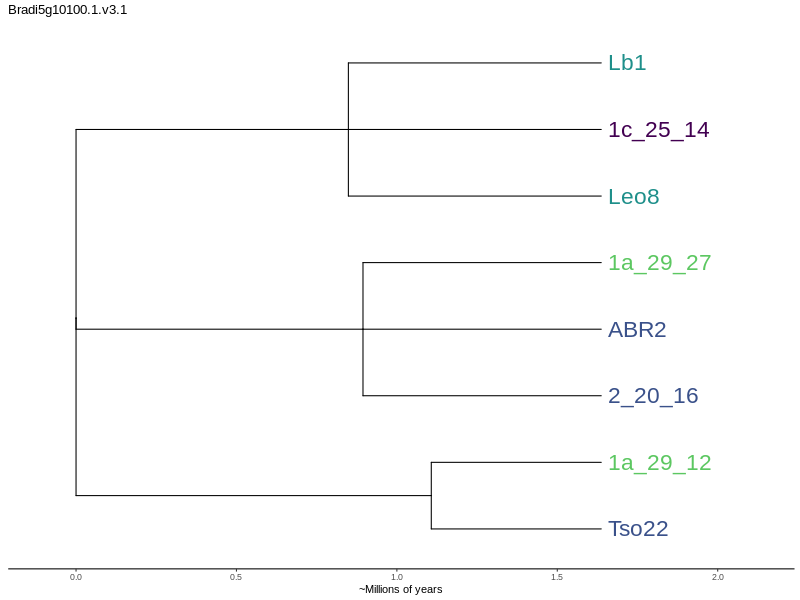 Bradi5g10100.1.v3.1
Lb1
1c_25_14
Leo8
1a_29_27
ABR2
2_20_16
1a_29_12
Tso22
0.0 0.5 1.0 1.5 2.0
~Millions of years